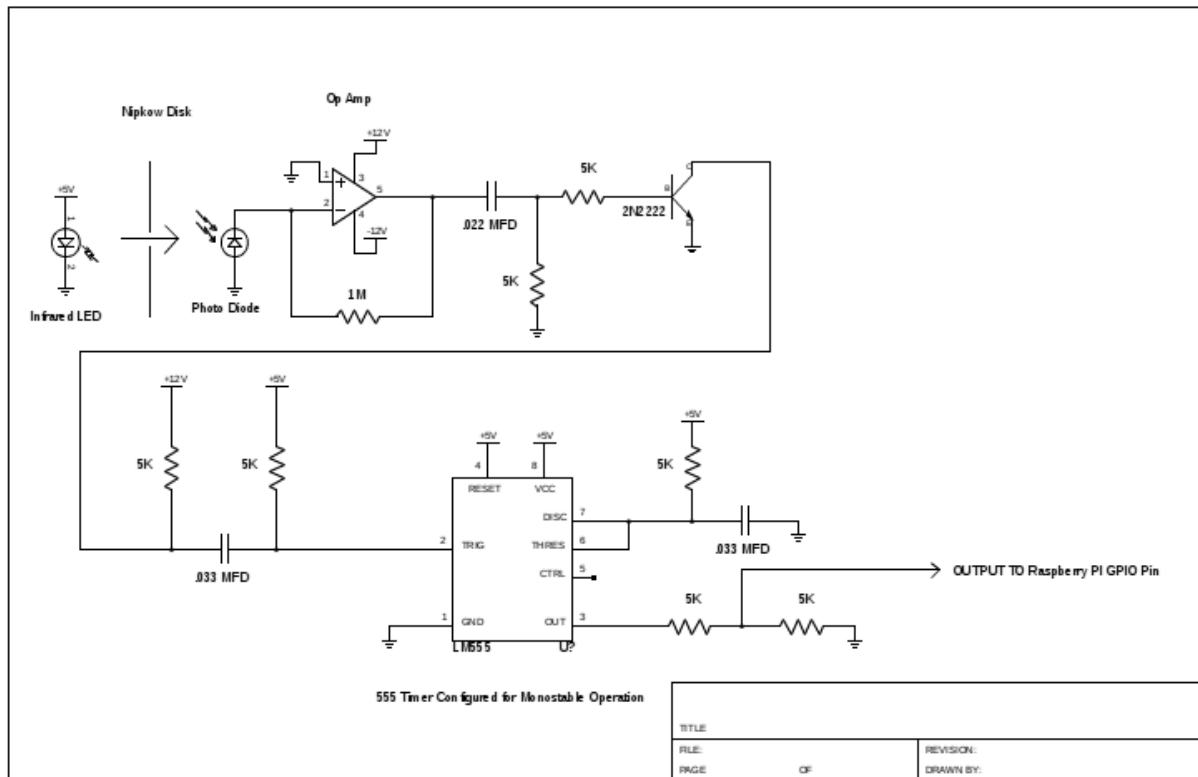 Op Amp
Nipkow Disk
+12V
+5V
1
2
1
2
3
4
5
-12V
.022 MFD
5K
5K
B
C
E
2N2222
1M
Infrared LED
Photo Diode
+12V
+5V
5K
5K
.033 MFD
+5V
+5V
4
8
RESET
VCC
+5V
5K
DISC
7
2
TRIG
THRES
6
.033 MFD
CTRL
5
OUTPUT TO Raspberry PI GPIO Pin
5K
5K
1
GND
OUT
3
LM555
U?
555 Timer Configured for Monostable Operation
TITLE
FILE:
REVISION:
PAGE
OF
DRAWN BY: